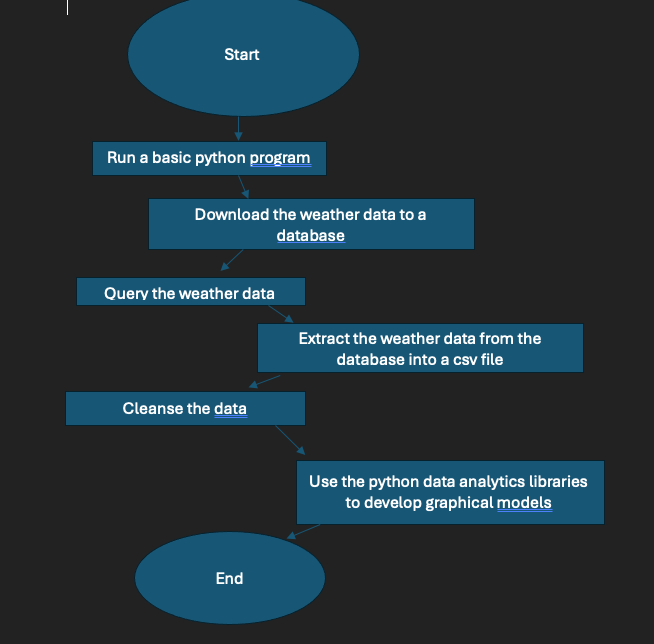 Start
Run a basic python program
Download the weather data to a
database
Query the weather data
Extract the weather data from the
database into a csv file
Cleanse the data
Use the python data analytics libraries
to develop graphical models
End